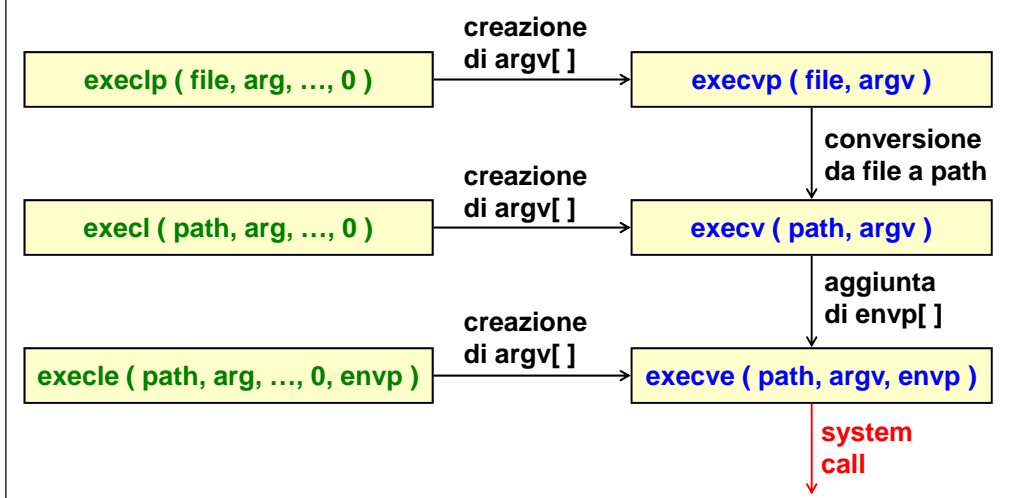 creazione
di argv[ ]
execlp ( file, arg, …, 0 )
execvp ( file, argv )
conversione
da file a path
creazione
di argv[ ]
execl ( path, arg, …, 0 )
execv ( path, argv )
aggiunta
di envp[ ]
creazione
di argv[ ]
execle ( path, arg, …, 0, envp )
execve ( path, argv, envp )
system
call